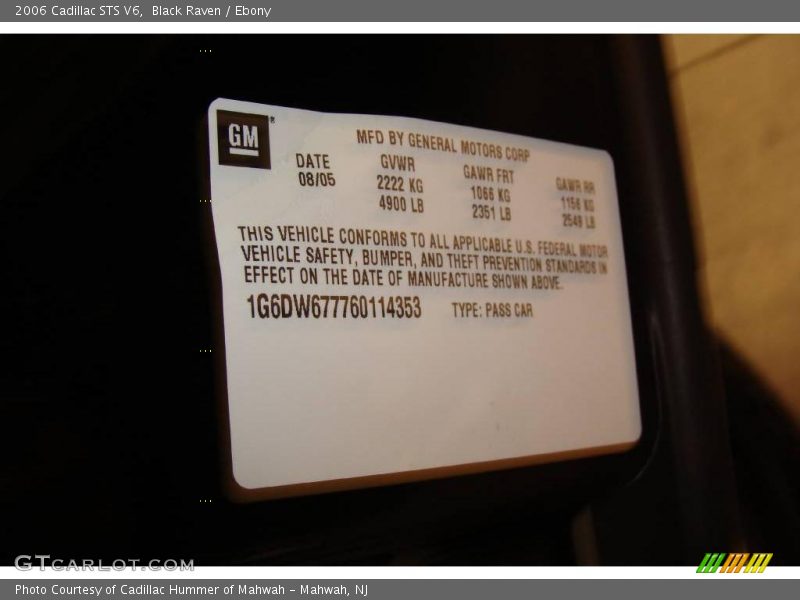 2006 Cadillac STS V6, Black Raven / Ebony
GM®
MFD BY GENERAL MOTORS CORP
DATE GVWR GAWR FRT GAWR RR
08/05 2222 KG 1066 KG 1156 KG
4900 LB 2351 LB 2549 LB
THIS VEHICLE CONFORMS TO ALL APPLICABLE U.S. FEDERAL MOTOR
VEHICLE SAFETY, BUMPER, AND THEFT PREVENTION STANDARDS IN
EFFECT ON THE DATE OF MANUFACTURE SHOWN ABOVE.
1G6DW677760114353 TYPE: PASS CAR
GTCARLOT.COM
Photo Courtesy of Cadillac Hummer of Mahwah - Mahwah, NJ